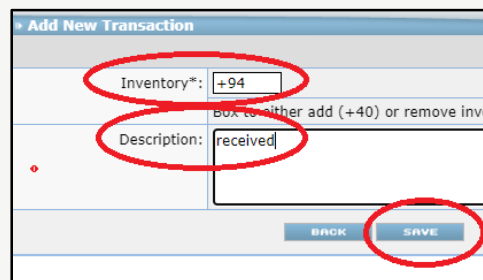 » Add New Transaction
Inventory*: +94
Box to either add (+40) or remove inv
Description: received
BACK SAVE